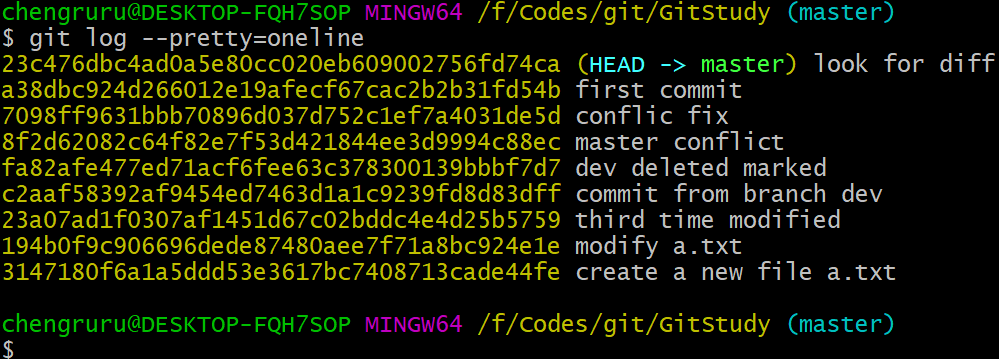 chengruru@DESKTOP-FQH7SOP MINGW64 /f/Codes/git/GitStudy (master)
$ git log --pretty=oneline
23c476dbc4ad0a5e80cc020eb609002756fd74ca (HEAD -> master) look for diff
a38dbc924d266012e19afecf67cac2b2b31fd54b first commit
7098ff9631bbb70896d037d752c1ef7a4031de5d conflic fix
8f2d62082c64f82e7f53d421844ee3d9994c88ec master conflict
fa82afe477ed71acf6fee63c378300139bbbf7d7 dev deleted marked
c2aaf58392af9454ed7463d1a1c9239fd8d83dff commit from branch dev
23a07ad1f0307af1451d67c02bddc4e4d25b5759 third time modified
194b0f9c906696dede87480aee7f71a8bc924e1e modify a.txt
3147180f6a1a5ddd53e3617bc7408713cade44fe create a new file a.txt
chengruru@DESKTOP-FQH7SOP MINGW64 /f/Codes/git/GitStudy (master)
$